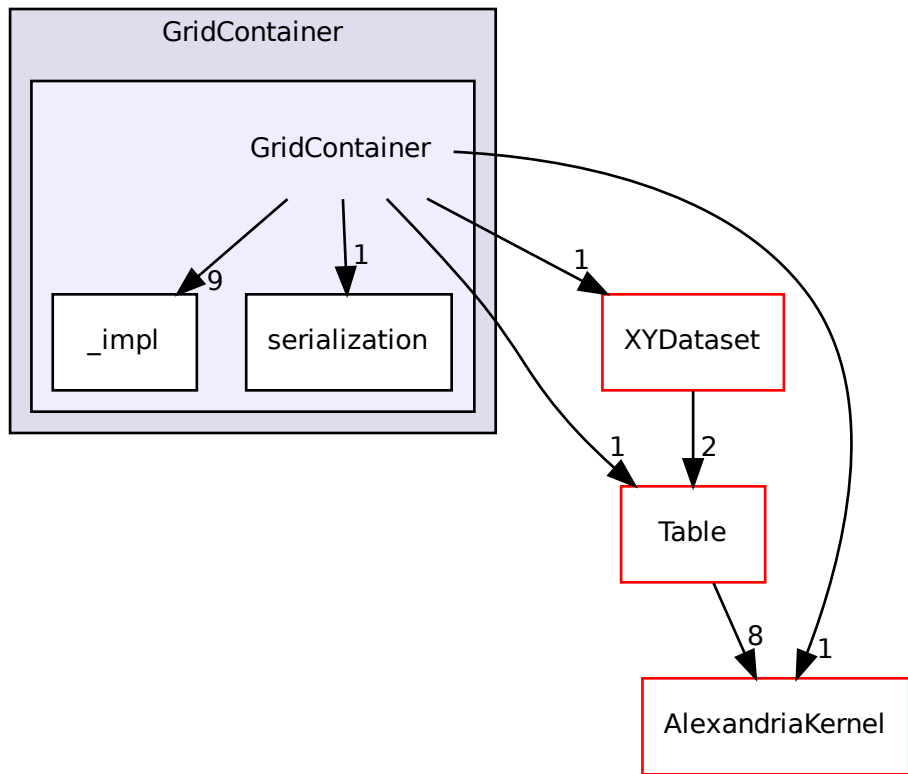 GridContainer
GridContainer
9
1
1
_impl
serialization
XYDataset
1
2
Table
8
1
AlexandriaKernel